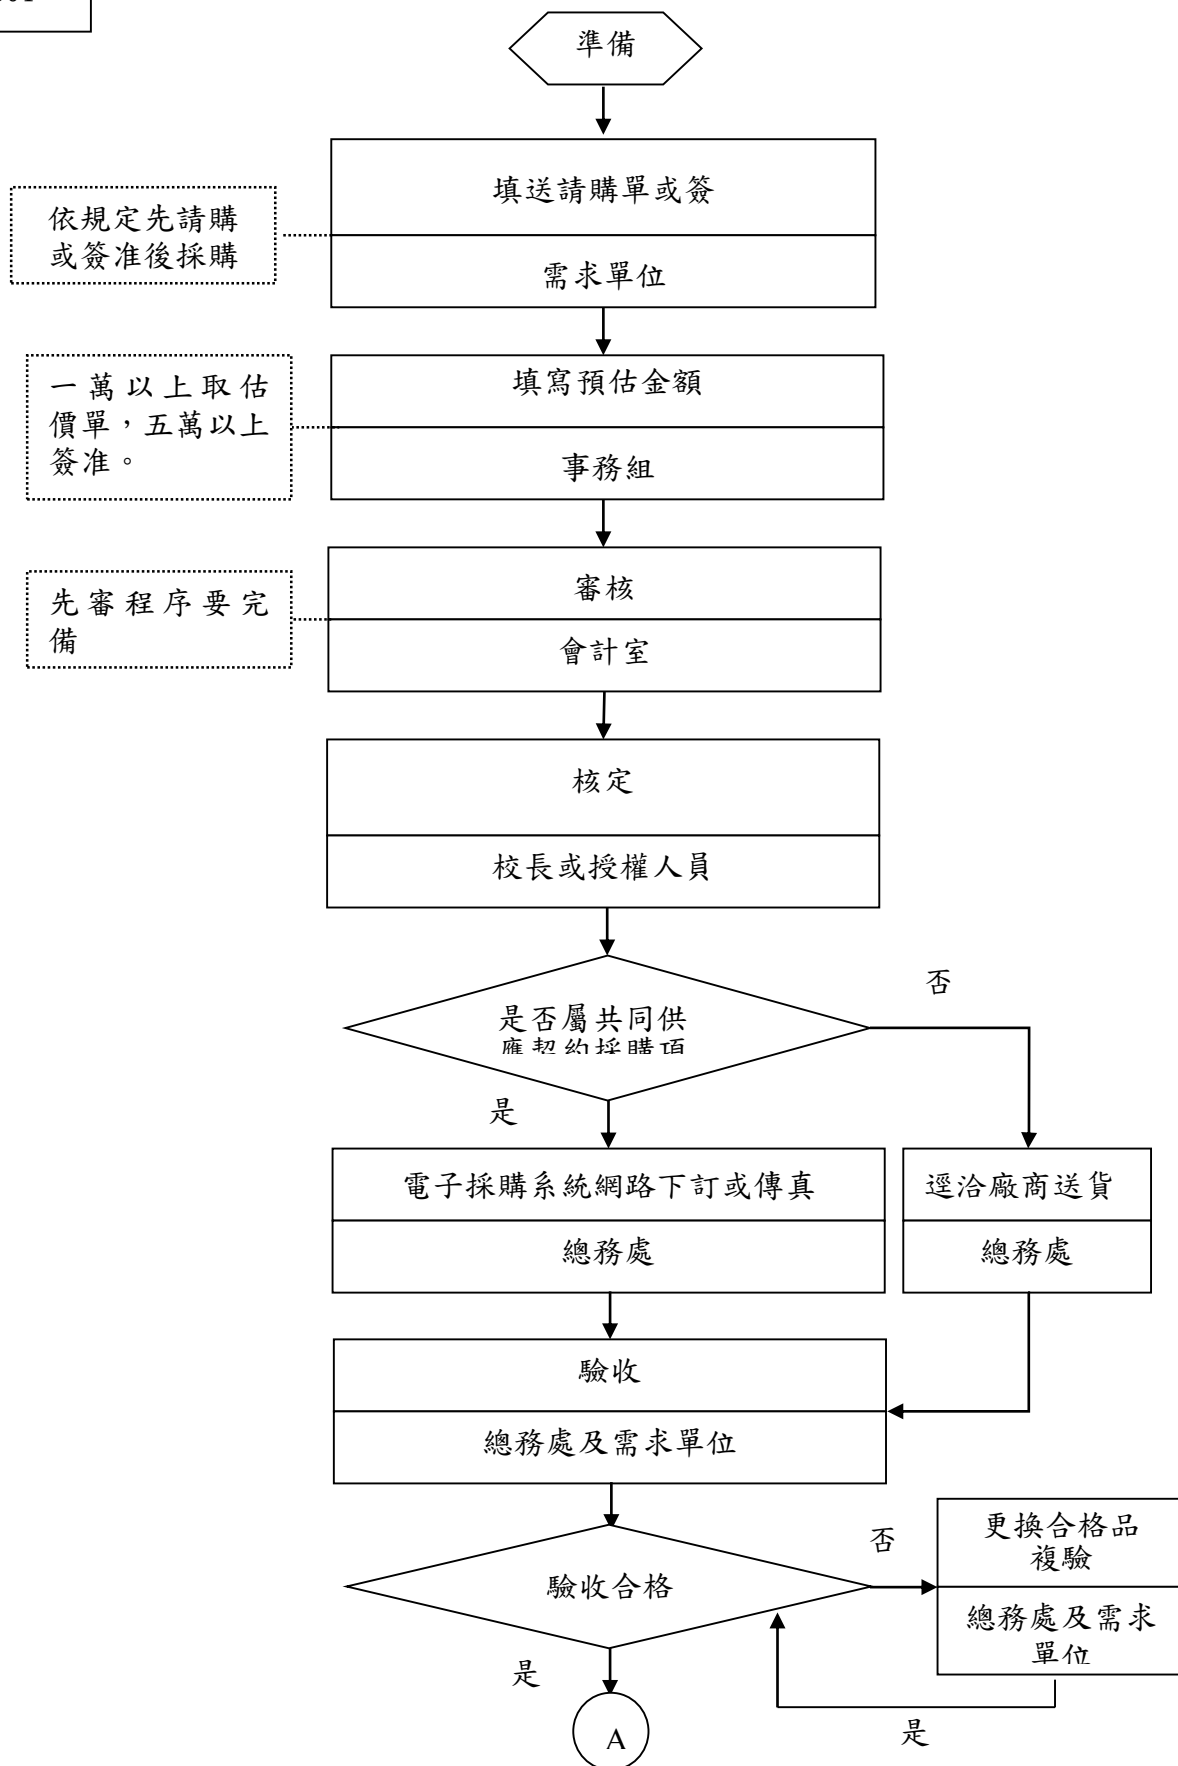 準備
填送請購單或簽
依規定先請購
或簽准後採購
需求單位
一萬以上取估
價單，五萬以上
簽准。
填寫預估金額
事務組
先審程序要完
備
審核
會計室
核定
校長或授權人員
否
是否屬共同供
應契約採購項
是
電子採購系統網路下訂或傳真
總務處
逕洽廠商送貨
總務處
驗收
總務處及需求單位
否
更換合格品
複驗
驗收合格
總務處及需求
單位
是
是
A